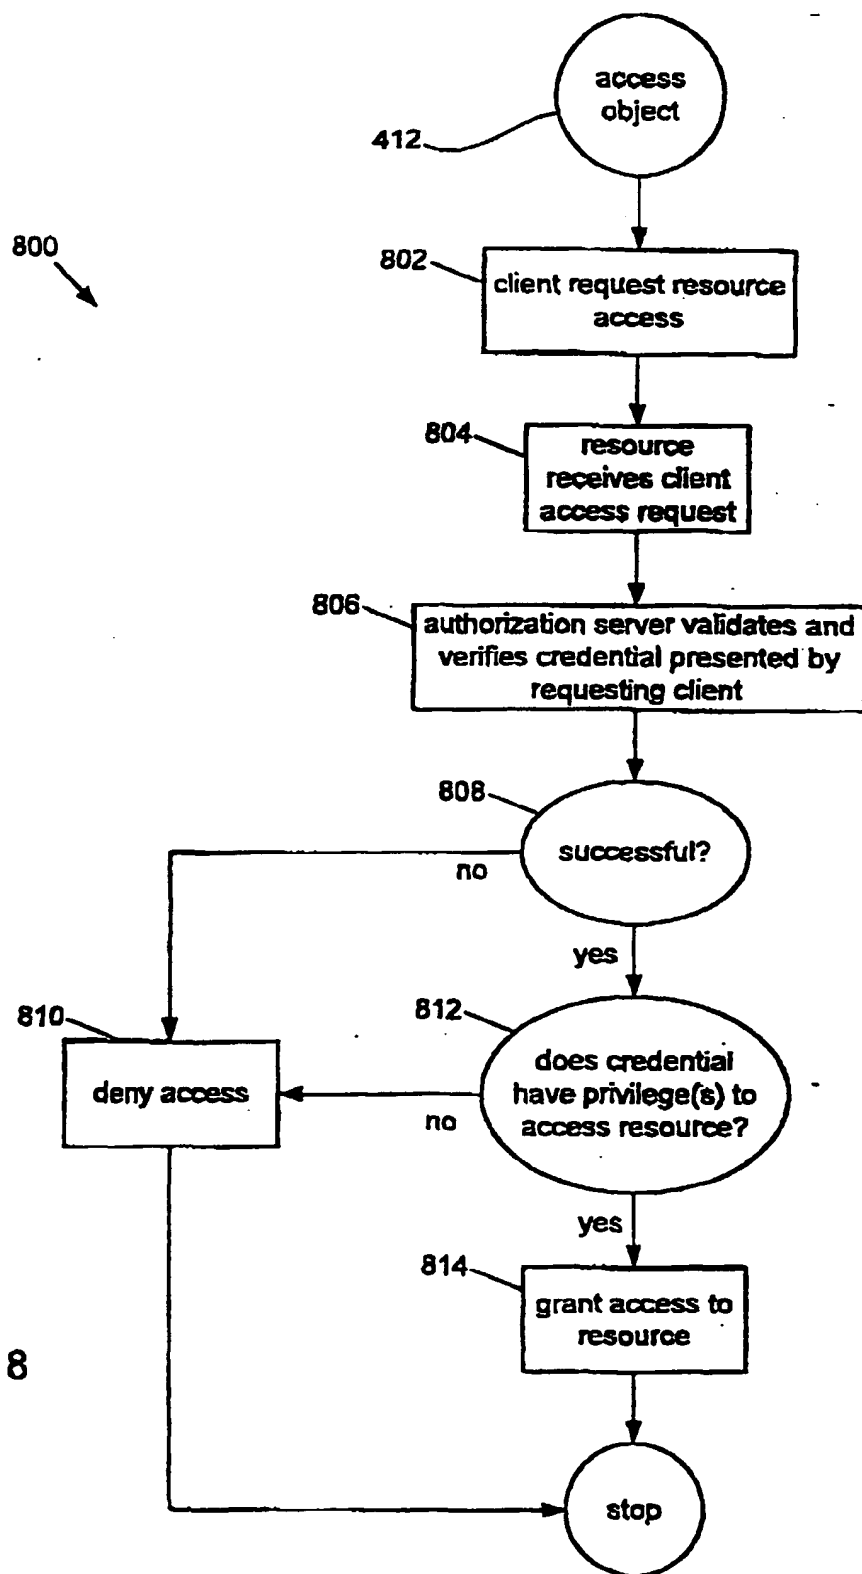 access
object
412
800
802
client request resource
access
804
resource
receives client
access request
806
authorization server validates and
verifies credential presented by
requesting client
808
successful?
no
yes
810
deny access
812
does credential
have privilege(s) to
access resource?
no
yes
814
grant access to
resource
8
stop